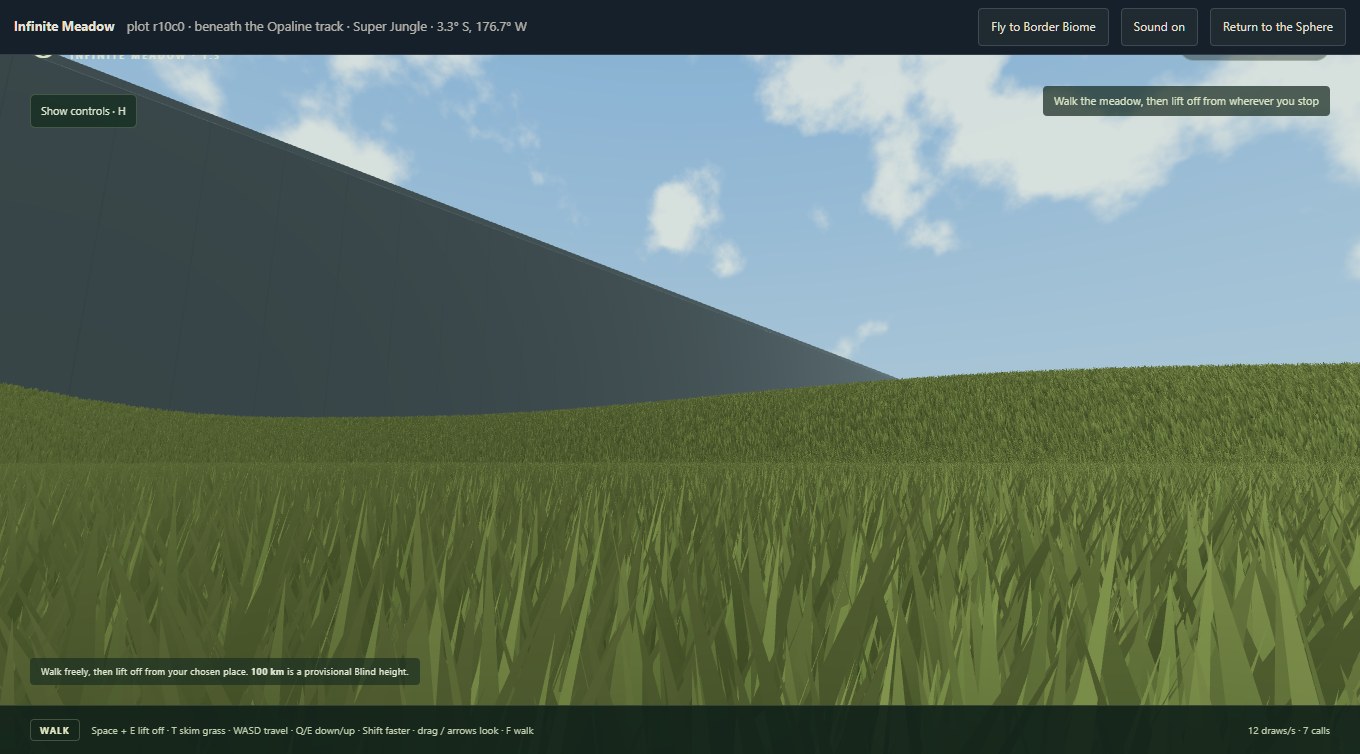 Infinite Meadow plot r10c0 · beneath the Opaline track · Super Jungle · 3.3° S, 176.7° W
Fly to Border Biome
Sound on
Return to the Sphere
Show controls · H
Walk the meadow, then lift off from wherever you stop
Walk freely, then lift off from your chosen place. 100 km is a provisional Blind height.
WALK Space + E lift off · T skim grass · WASD travel · Q/E down/up · Shift faster · drag / arrows look · F walk
12 draws/s · 7 calls